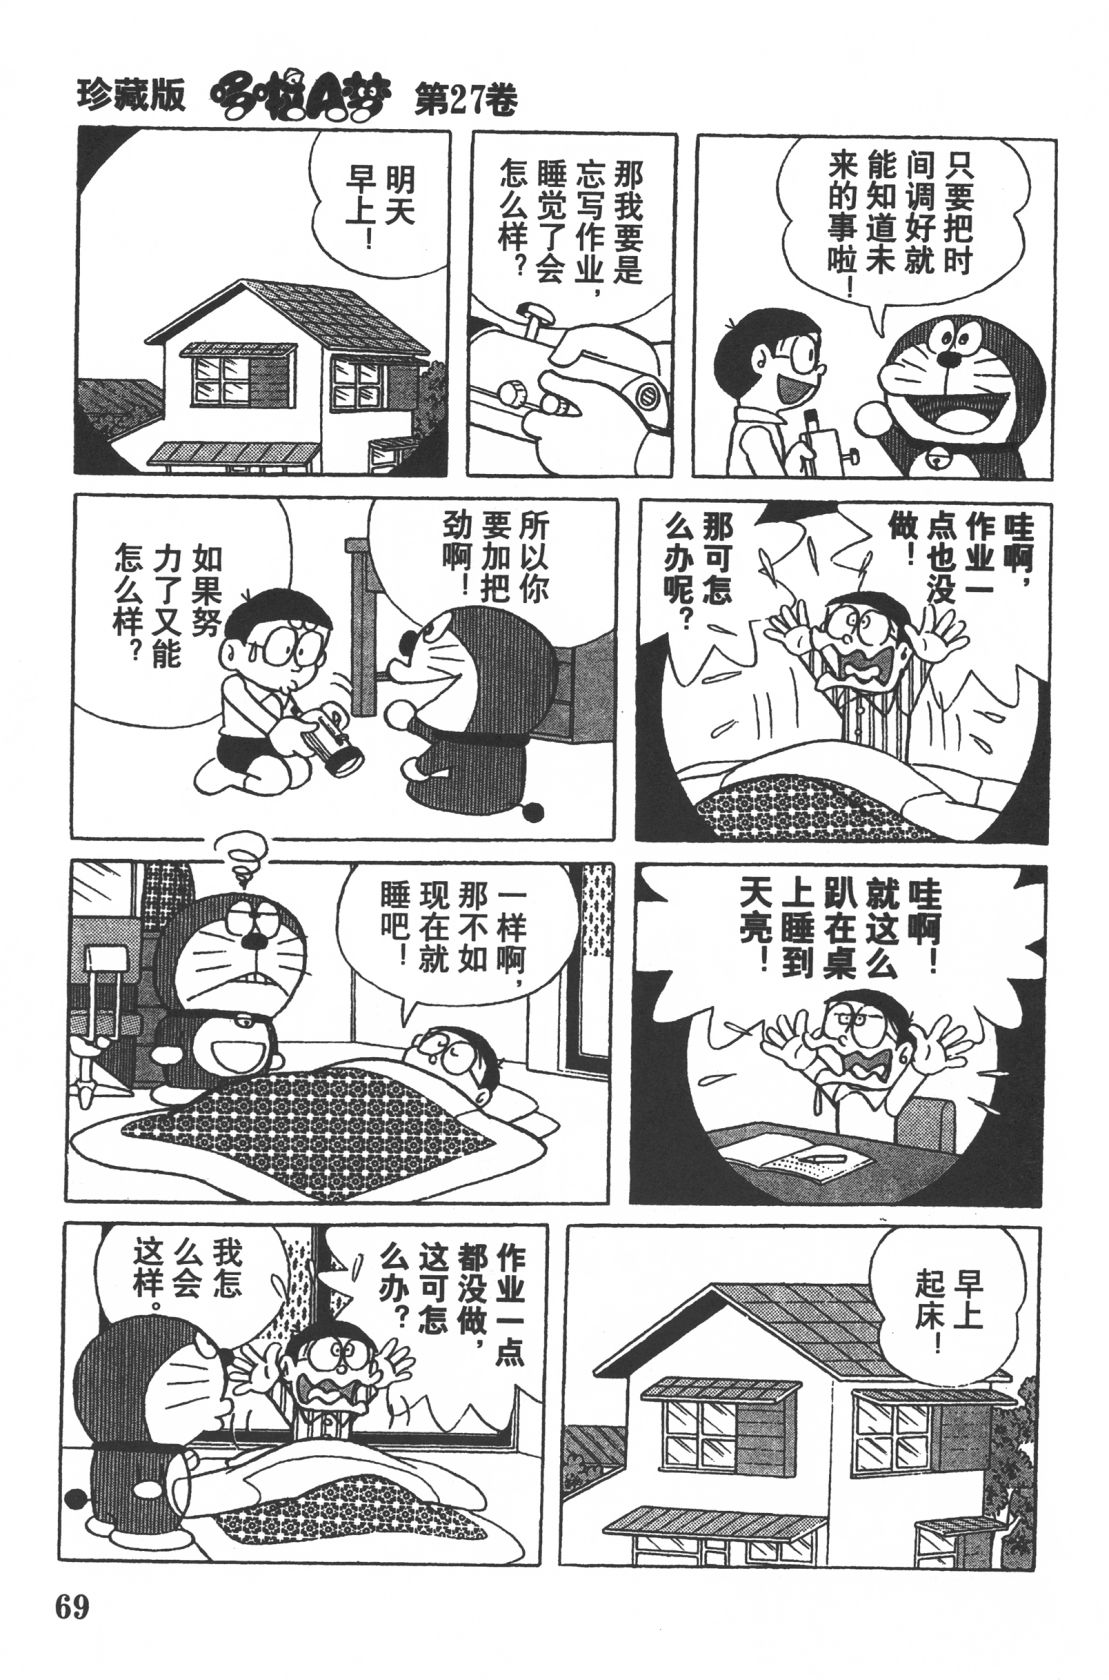 珍藏版 哆啦A梦 第27卷
只要把时
间调好就
能知道未
来的事啦！
那我要是
忘写作业，
睡觉了会
怎么样？
明天
早上！
哇啊，
作业一
点也没
做！
那可怎
么办呢？
所以你
要加把
劲啊！
如果努
力了又能
怎么样？
哇啊！
就这么
趴在桌
上睡到
天亮！
一样啊，
那不如
现在就
睡吧！
早上
起床！
作业一点
都没做，
这可怎
么办？
我怎
么会
这样。
69